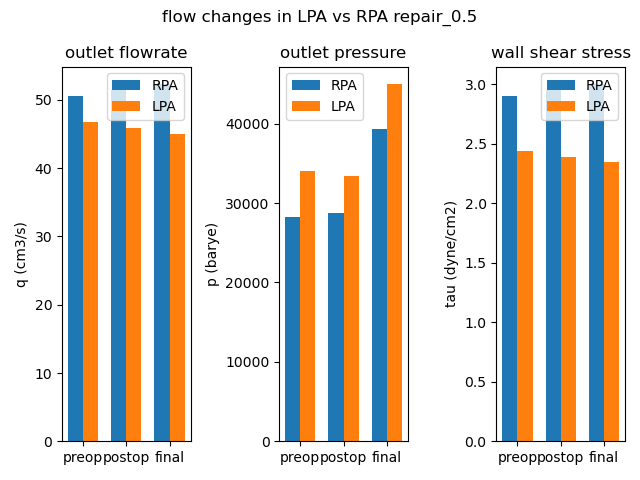 flow changes in LPA vs RPA repair_0.5
outlet flowrate
q (cm3/s)
50
40
30
20
10
0
RPA
LPA
preop
postop
final
outlet pressure
p (barye)
40000
30000
20000
10000
0
RPA
LPA
preop
postop
final
wall shear stress
tau (dyne/cm2)
3.0
2.5
2.0
1.5
1.0
0.5
0.0
RPA
LPA
preop
postop
final